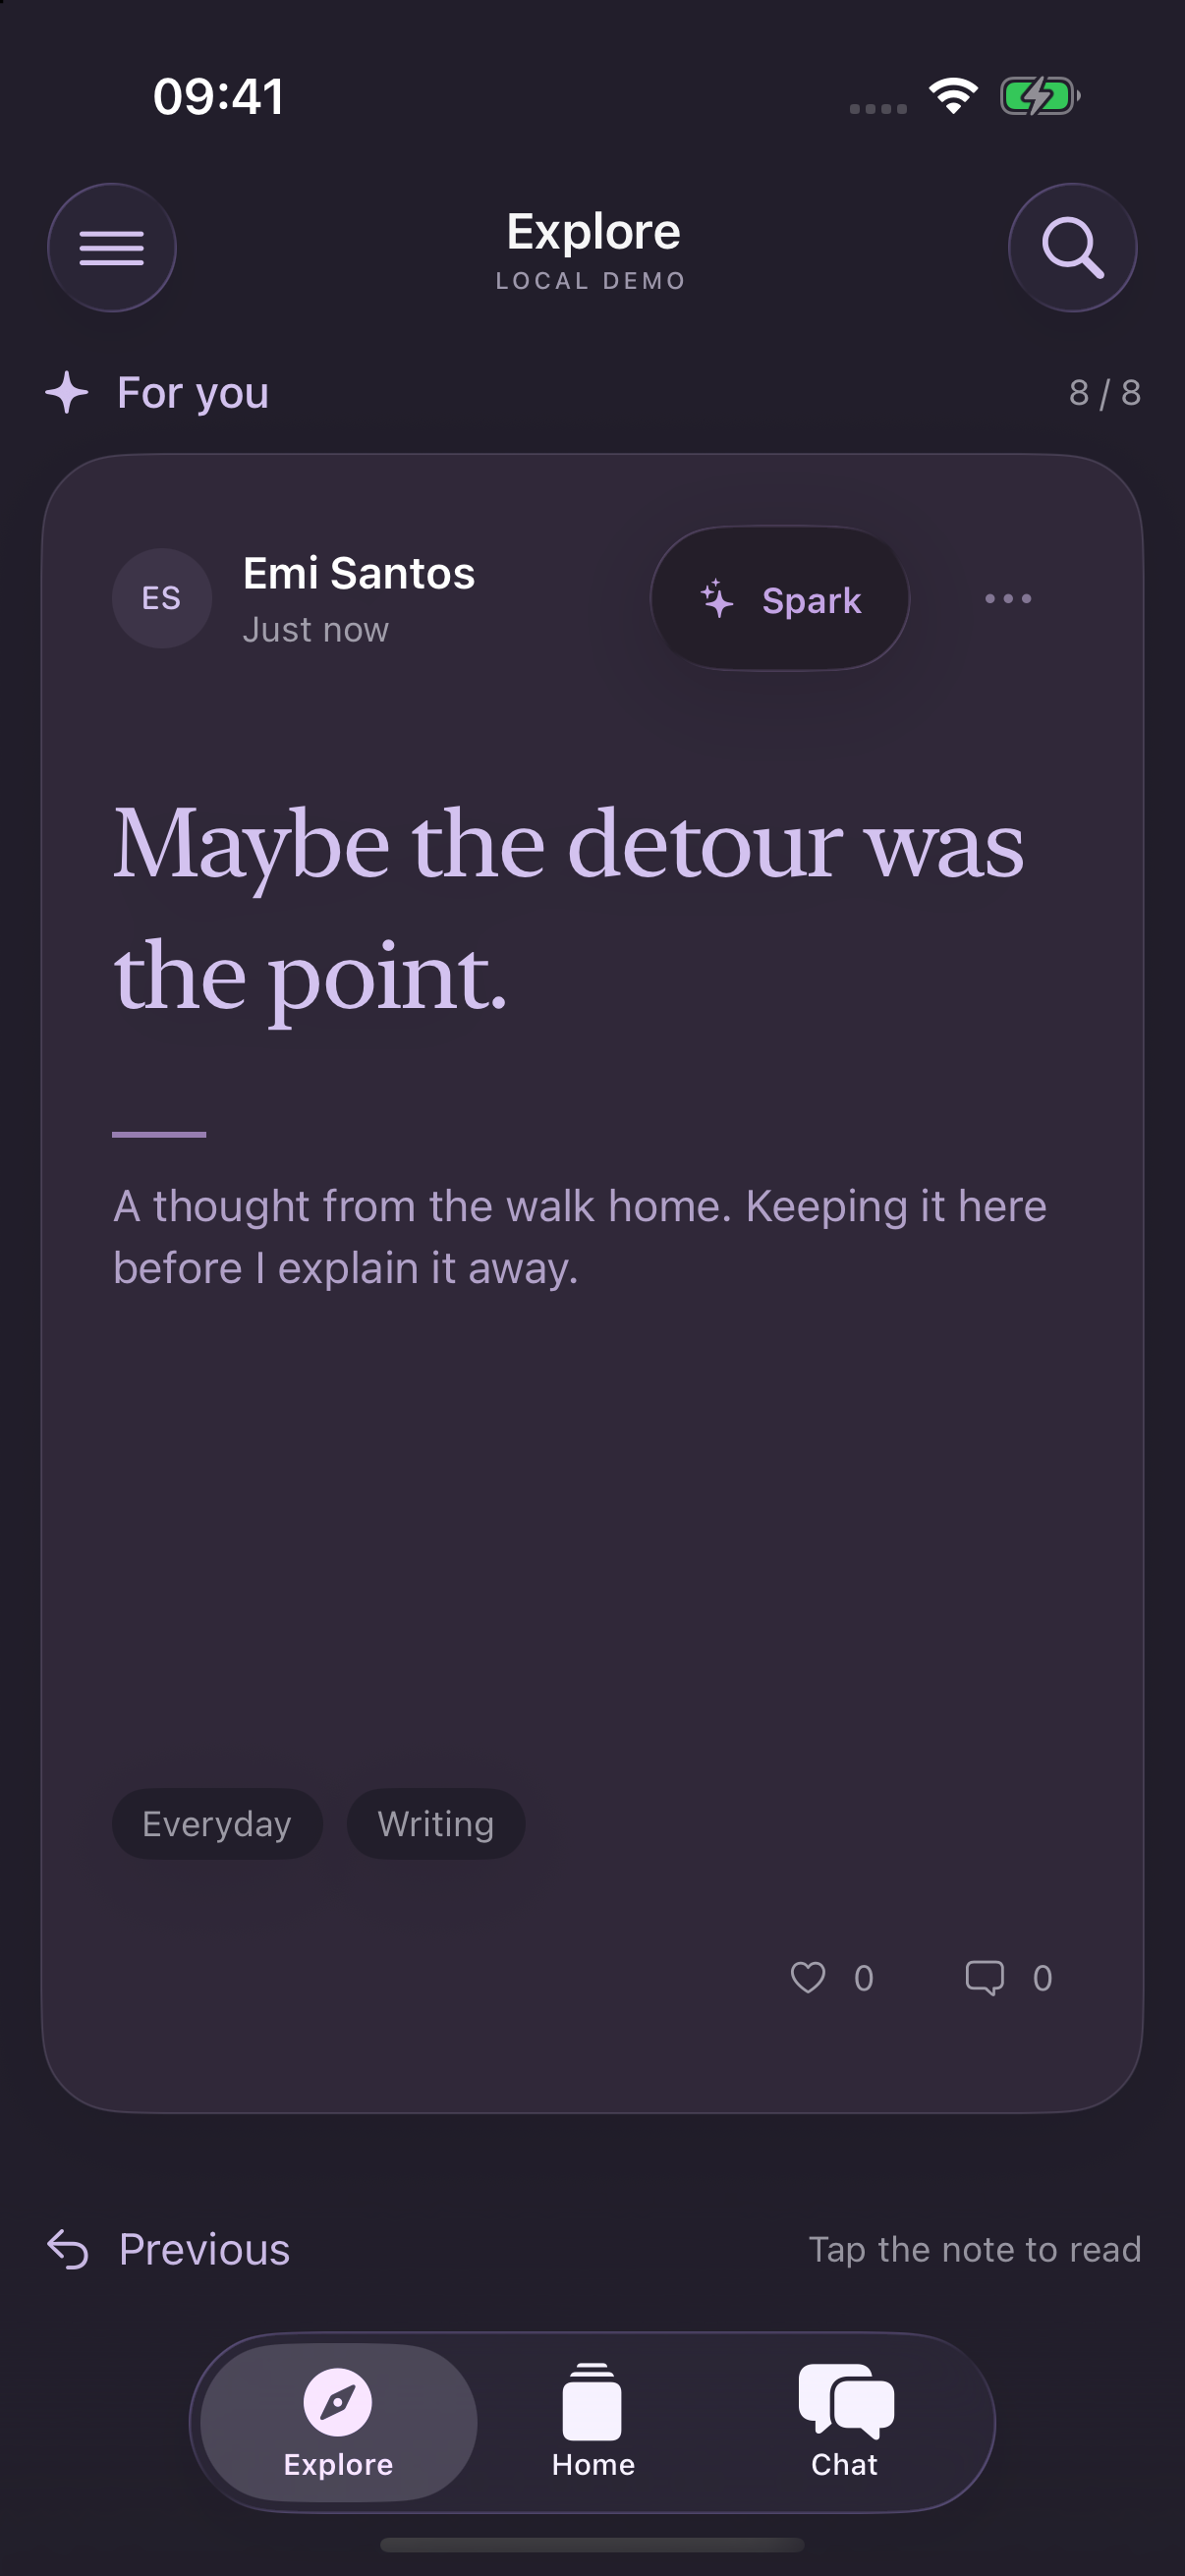 09:41
Explore
LOCAL DEMO
For you
8 / 8
ES
Emi Santos
Just now
Spark
Maybe the detour was
the point.
A thought from the walk home. Keeping it here
before I explain it away.
Everyday
Writing
0
0
Previous
Tap the note to read
Explore
Home
Chat